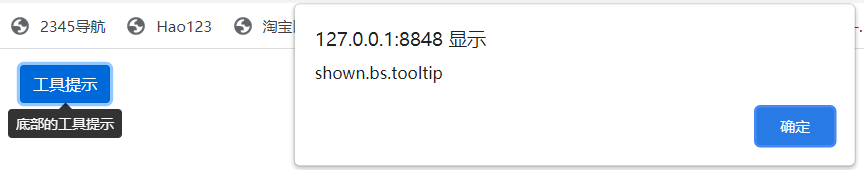 2345导航
Hao123
淘宝
127.0.0.1:8848 显示
shown.bs.tooltip
确定
工具提示
底部的工具提示